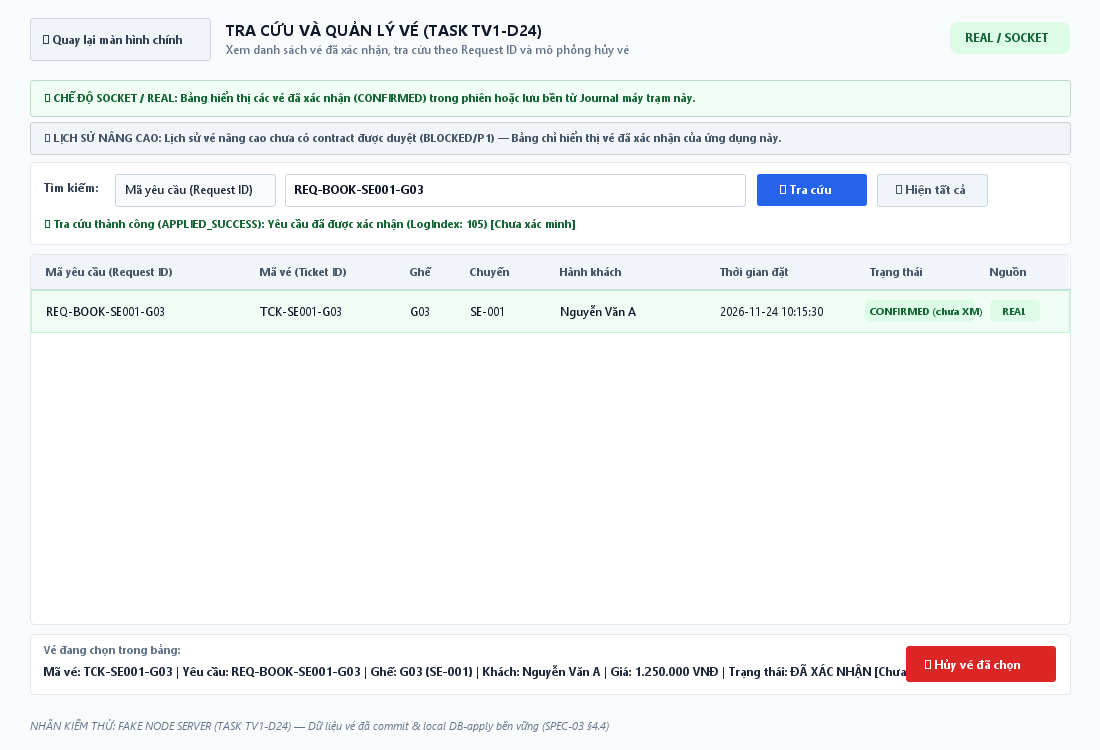 Quay lại màn hình chính
TRA CỨU VÀ QUẢN LÝ VÉ (TASK TV1-D24)
Xem danh sách vé đã xác nhận, tra cứu theo Request ID và mô phỏng hủy vé
REAL / SOCKET
CHẾ ĐỘ SOCKET / REAL: Bảng hiển thị các vé đã xác nhận (CONFIRMED) trong phiên hoặc lưu bền từ Journal máy trạm này.
LỊCH SỬ NÂNG CAO: Lịch sử vé nâng cao chưa có contract được duyệt (BLOCKED/P1) — Bảng chỉ hiển thị vé đã xác nhận của ứng dụng này.
Tìm kiếm: Mã yêu cầu (Request ID) REQ-BOOK-SE001-G03 Tra cứu Hiện tất cả
Tra cứu thành công (APPLIED_SUCCESS): Yêu cầu đã được xác nhận (LogIndex: 105) [Chưa xác minh]
Mã yêu cầu (Request ID) Mã vé (Ticket ID) Ghế Chuyến Hành khách Thời gian đặt Trạng thái Nguồn
REQ-BOOK-SE001-G03 TCK-SE001-G03 G03 SE-001 Nguyễn Văn A 2026-11-24 10:15:30 CONFIRMED (chưa XM) REAL
Vé đang chọn trong bảng:
Mã vé: TCK-SE001-G03 | Yêu cầu: REQ-BOOK-SE001-G03 | Ghế: G03 (SE-001) | Khách: Nguyễn Văn A | Giá: 1.250.000 VNĐ | Trạng thái: ĐÃ XÁC NHẬN [Chưa
Hủy vé đã chọn
NHÃN KIỂM THỬ: FAKE NODE SERVER (TASK TV1-D24) — Dữ liệu vé đã commit & local DB-apply bền vững (SPEC-03 §4.4)